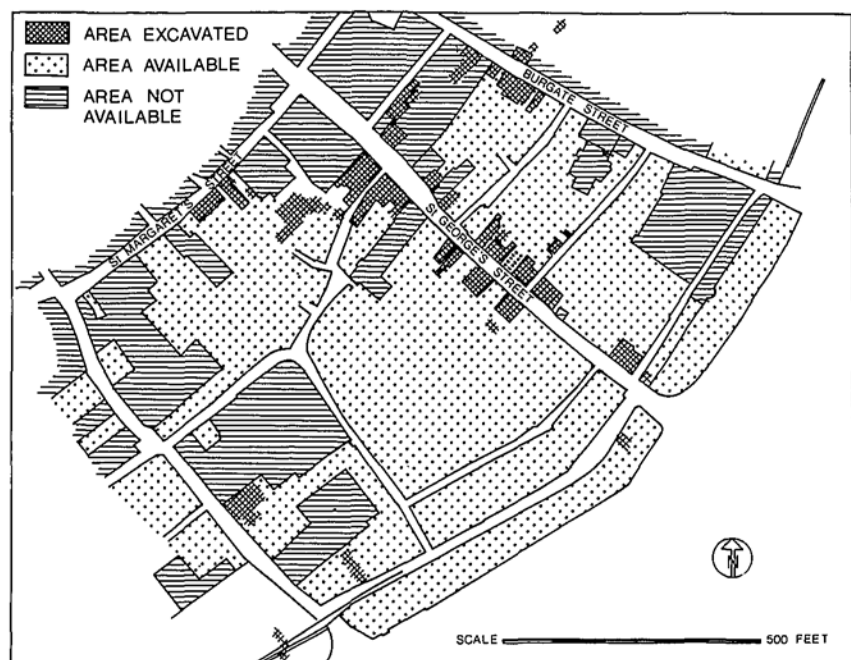 AREA EXCAVATED
AREA AVAILABLE
AREA NOT
AVAILABLE
BURGATE STREET
ST MARGARET'S STREET
ST GEORGE'S STREET
N
SCALE 500 FEET